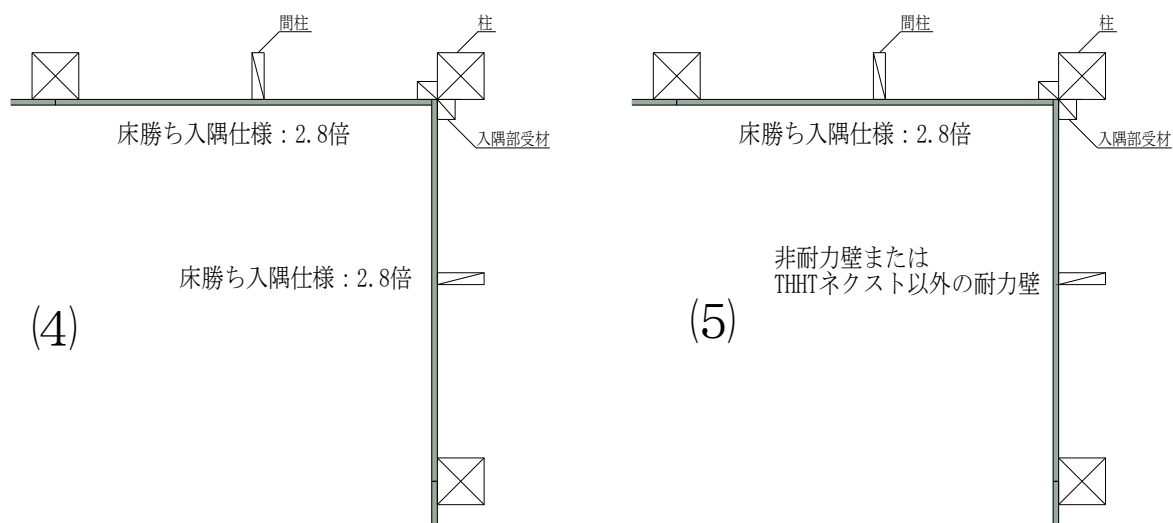 間柱
柱
床勝ち入隅仕様：2.8倍
入隅部受材
床勝ち入隅仕様：2.8倍
(4)
間柱
柱
床勝ち入隅仕様：2.8倍
入隅部受材
非耐力壁または
THHTネクスト以外の耐力壁
(5)